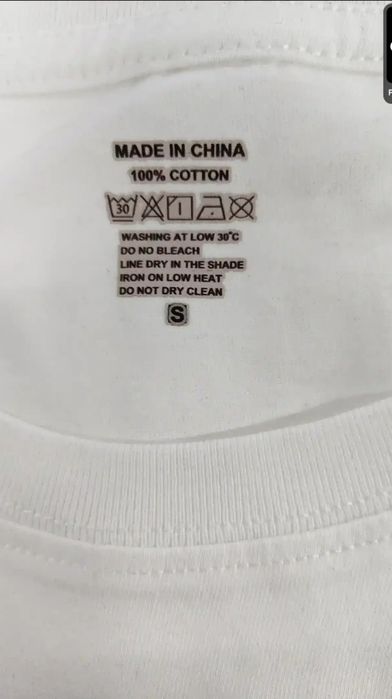 MADE IN CHINA
100% COTTON
30
WASHING AT LOW 30°C
DO NO BLEACH
LINE DRY IN THE SHADE
IRON ON LOW HEAT
DO NOT DRY CLEAN
S